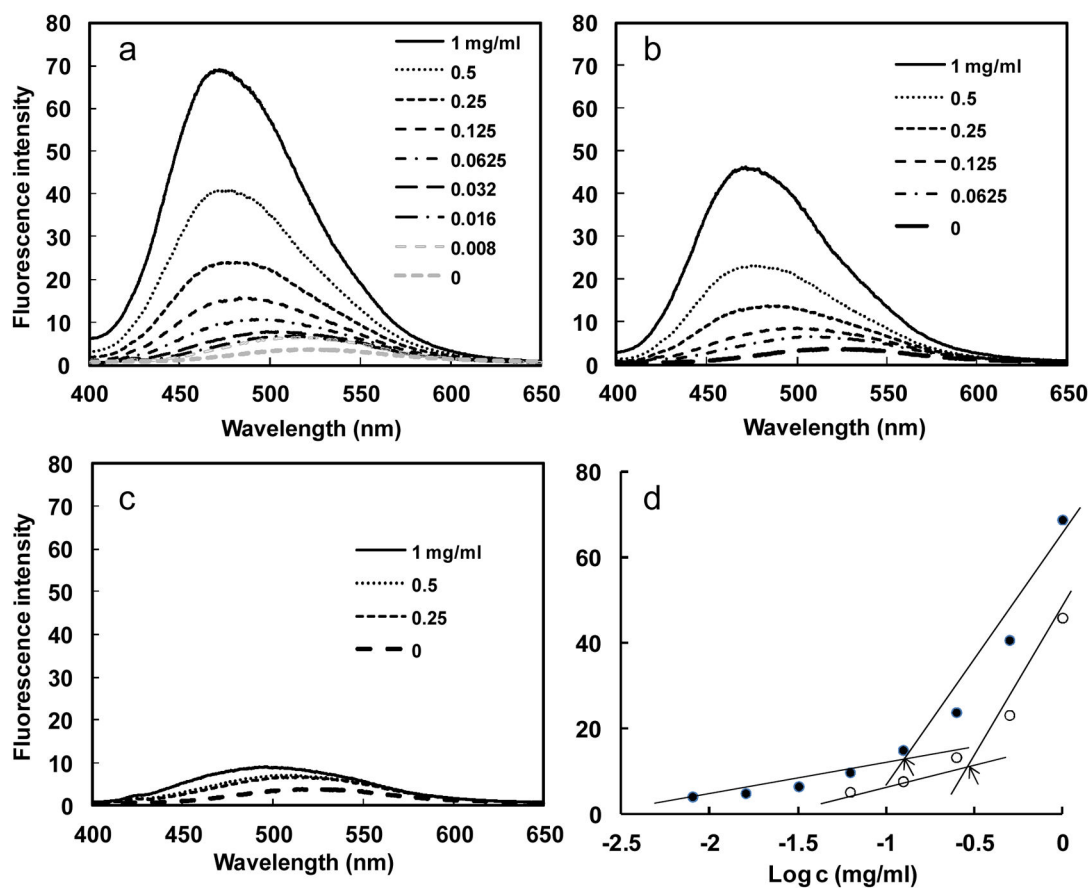 a
80
70
60
50
40
30
20
10
0
Fluorescence intensity
1 mg/ml
0.5
0.25
0.125
0.0625
0.032
0.016
0.008
0
400 450 500 550 600 650
Wavelength (nm)
b
80
70
60
50
40
30
20
10
0
1 mg/ml
0.5
0.25
0.125
0.0625
0
400 450 500 550 600 650
Wavelength (nm)
c
80
70
60
50
40
30
20
10
0
Fluorescence intensity
1 mg/ml
0.5
0.25
0
400 450 500 550 600 650
Wavelength (nm)
d
80
60
40
20
0
-2.5 -2 -1.5 -1 -0.5 0
Log c (mg/ml)